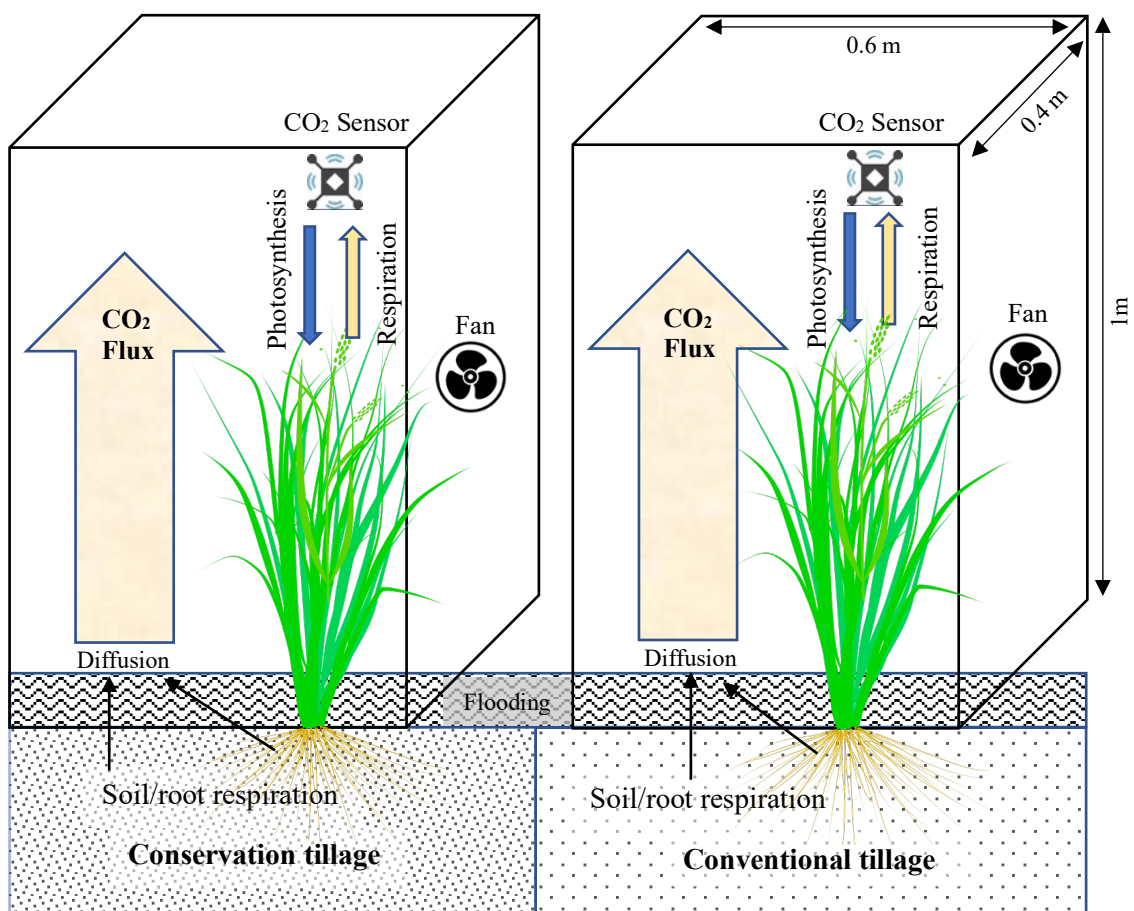 CO₂ Sensor
Photosynthesis
Respiration
CO₂
Flux
Fan
Diffusion
Soil/root respiration
Conservation tillage
Flooding
0.6 m
0.4 m
1m
CO₂ Sensor
Photosynthesis
Respiration
CO₂
Flux
Fan
Diffusion
Soil/root respiration
Conventional tillage